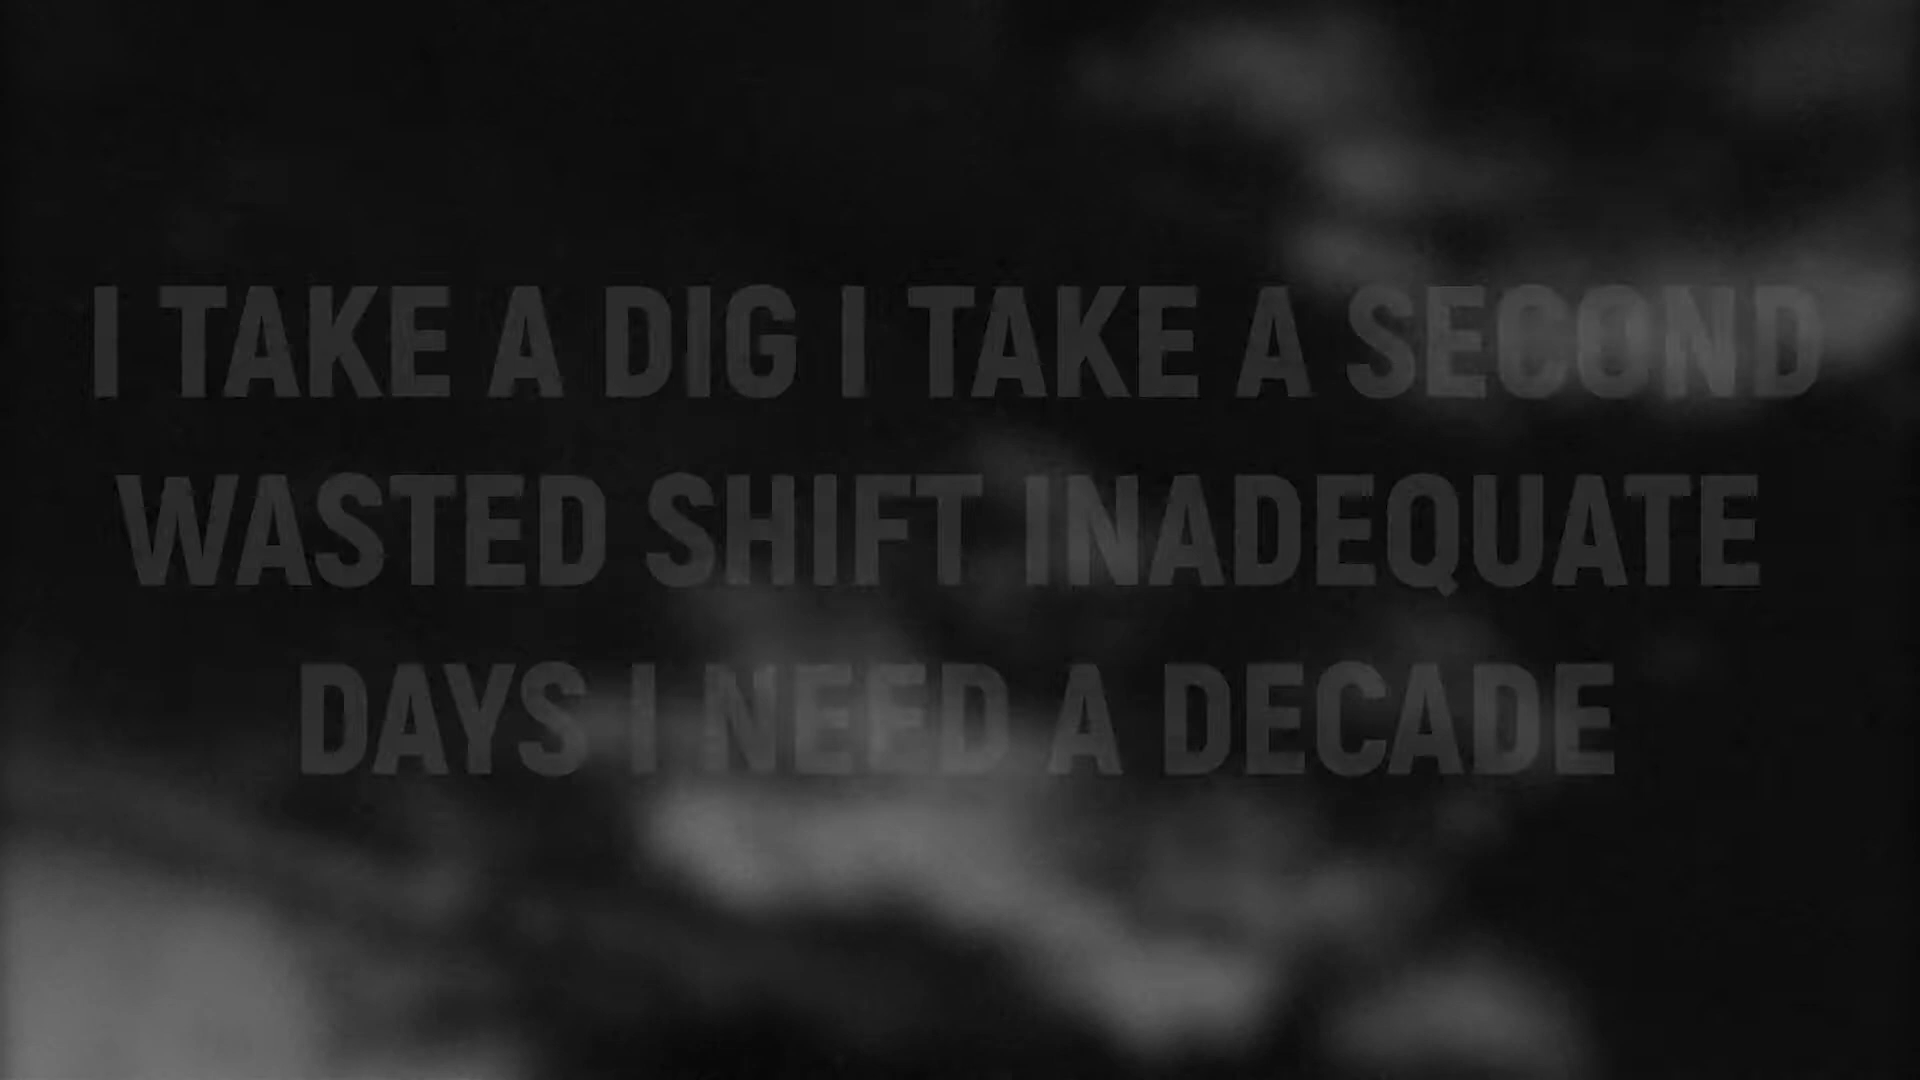 I TAKE A DIG I TAKE A SECOND
WASTED SHIFT INADEQUATE
DAYS I NEED A DECADE